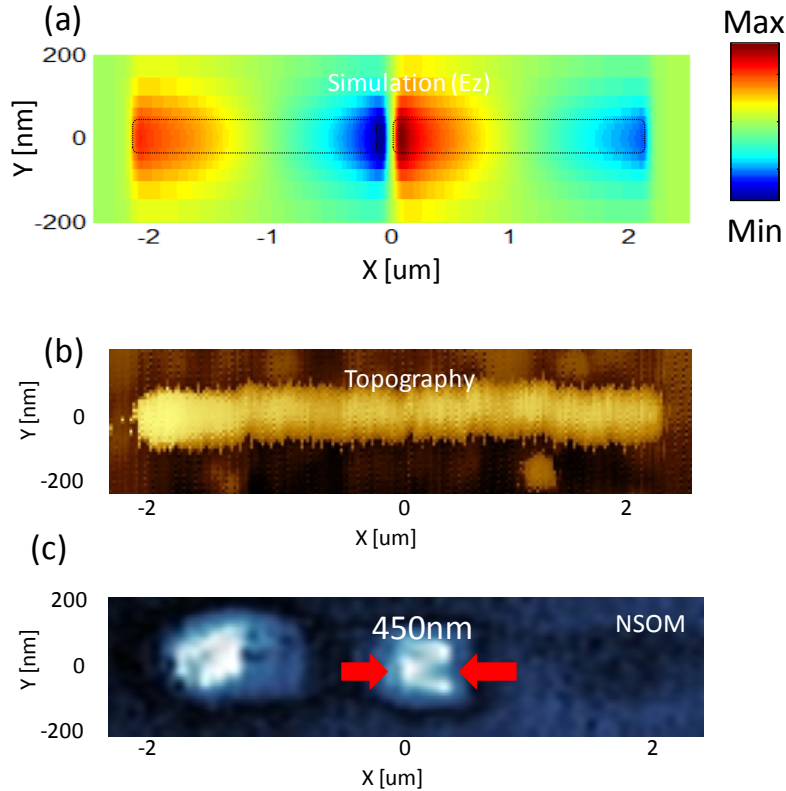 (a)
Max
200
Simulation (Ez)
Y [nm]
0
-200
Min
-2
-1
0
1
2
X [um]
(b)
Topography
Y [nm]
0
-200
-2
0
2
X [um]
(c)
200
450nm
NSOM
Y [nm]
0
-200
-2
0
2
X [um]